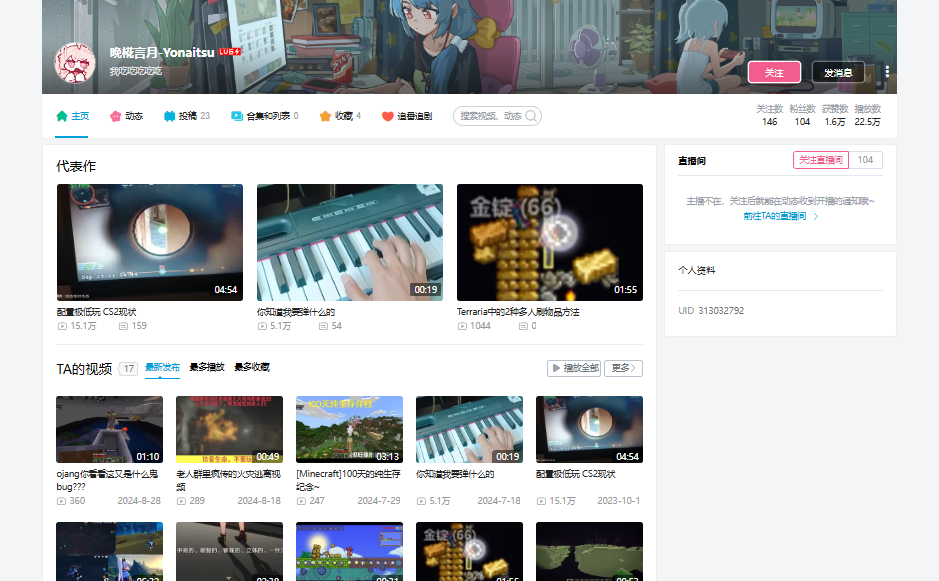 晚桄言月-Yonaitsu LV5
我吃吃吃吃吃
关注
发消息
主页
动态
投稿 23
合集和列表 0
收藏 4
追番追剧
搜索视频、动态
关注数 粉丝数 获赞数 播放数
146 104 1.6万 22.5万
代表作
04:54
配置极低玩 CS2现状
15.1万 159
00:19
你知道我要弹什么的
5.1万 54
金锭 (66)
01:55
Terraria中的2种多人刷物品方法
1044 0
TA的视频 17
最新发布 最多播放 最多收藏
播放全部
更多
01:10
ojang你看看这又是什么鬼
bug???
360 2024-8-28
珍爱生命，不要玩
00:49
老人群里疯传的火灾逃离视
频
289 2024-8-18
100天纯生存存档
03:13
[Minecraft]100天的纯生存
纪念~
247 2024-7-29
00:19
你知道我要弹什么的
5.1万 2024-7-18
04:54
配置极低玩 CS2现状
15.1万 2023-10-1
金锭 (66)
直播间
关注直播间 104
主播不在，关注后就能在动态收到开播的通知哦~
前往TA的直播间
个人资料
UID 313032792